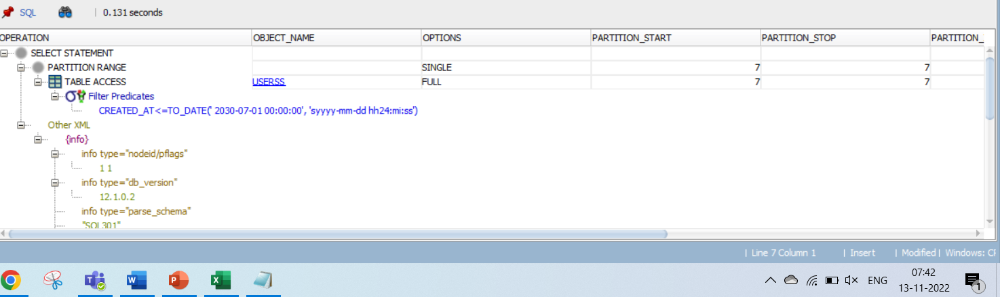 SQL | 0.131 seconds
OPERATION OBJECT_NAME OPTIONS PARTITION_START PARTITION_STOP PARTITION_
SELECT STATEMENT
PARTITION RANGE SINGLE 7 7
TABLE ACCESS USERSS FULL 7 7
Filter Predicates
CREATED_AT<=TO_DATE(' 2030-07-01 00:00:00', 'syyyy-mm-dd hh24:mi:ss')
Other XML
{info}
info type="nodeid/pflags"
1 1
info type="db_version"
12.1.0.2
info type="parse_schema"
"SQL301"
| Line 7 Column 1 | Insert | Modified | Windows: CF
T W P X ENG 07:42
13-11-2022 1